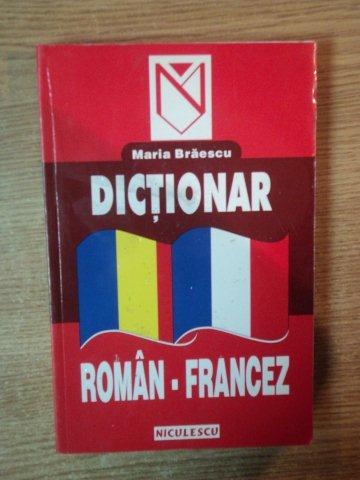 Maria Brăescu
DICȚIONAR
ROMÂN - FRANCEZ
NICULESCU